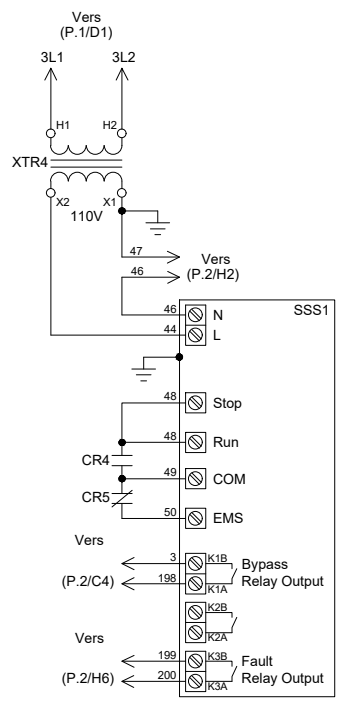 Vers
(P.1/D1)
3L1 3L2
H1 H2
XTR4
X2 X1
110V
47
46
Vers
(P.2/H2)
SSS1
46 N
44 L
48 Stop
48 Run
CR4
49 COM
CR5
50 EMS
Vers
3 K1B Bypass
(P.2/C4) 198 K1A Relay Output
K2B
K2A
Vers
199 K3B Fault
(P.2/H6) 200 K3A Relay Output